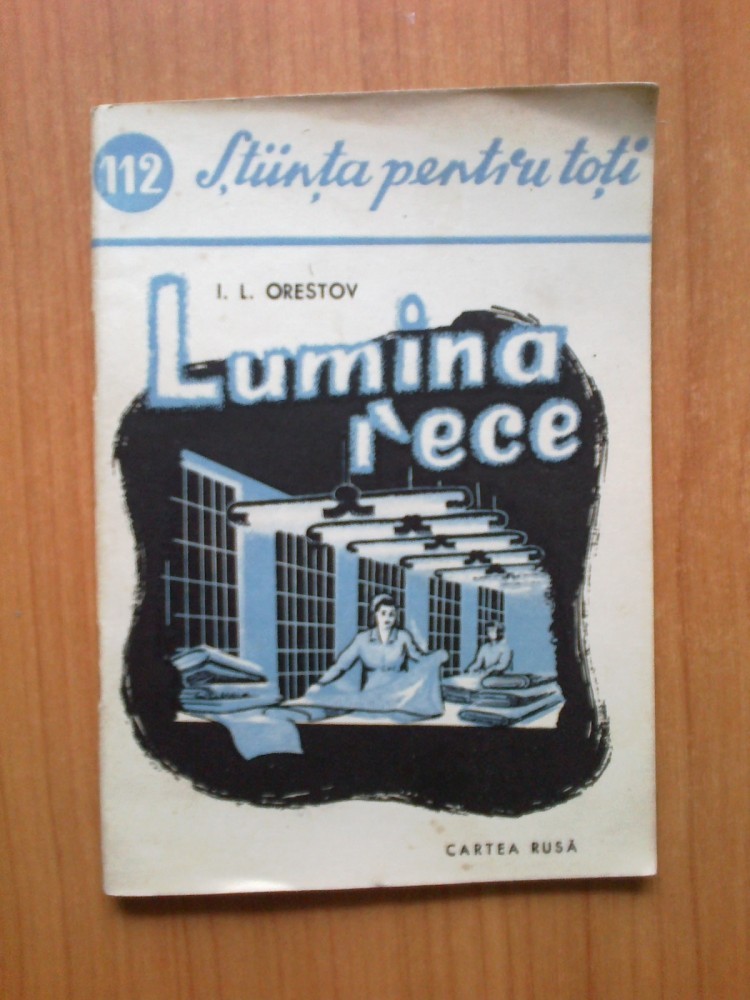 112 Știința pentru toți
I. L. ORESTOV
Lumina
rece
CARTEA RUSĂ